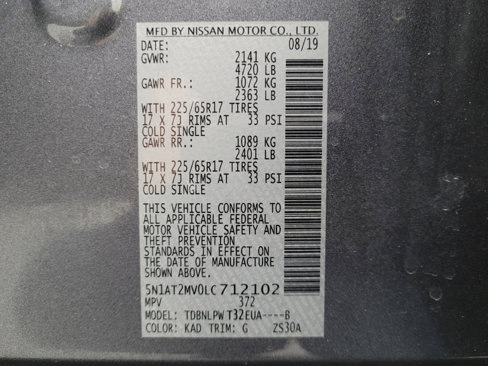 MFD BY NISSAN MOTOR CO., LTD.
DATE: 08/19
GVWR: 2141 KG
4720 LB
GAWR FR.: 1072 KG
2363 LB
WITH 225/65R17 TIRES
17 X 7J RIMS AT 33 PSI
COLD SINGLE
GAWR RR.: 1089 KG
2401 LB
WITH 225/65R17 TIRES
17 X 7J RIMS AT 33 PSI
COLD SINGLE
THIS VEHICLE CONFORMS TO
ALL APPLICABLE FEDERAL
MOTOR VEHICLE SAFETY AND
THEFT PREVENTION
STANDARDS IN EFFECT ON
THE DATE OF MANUFACTURE
SHOWN ABOVE.
5N1AT2MV0LC712102
MPV 372
MODEL: TDBNLPW T32EUA----B
COLOR: KAD TRIM: G ZS30A